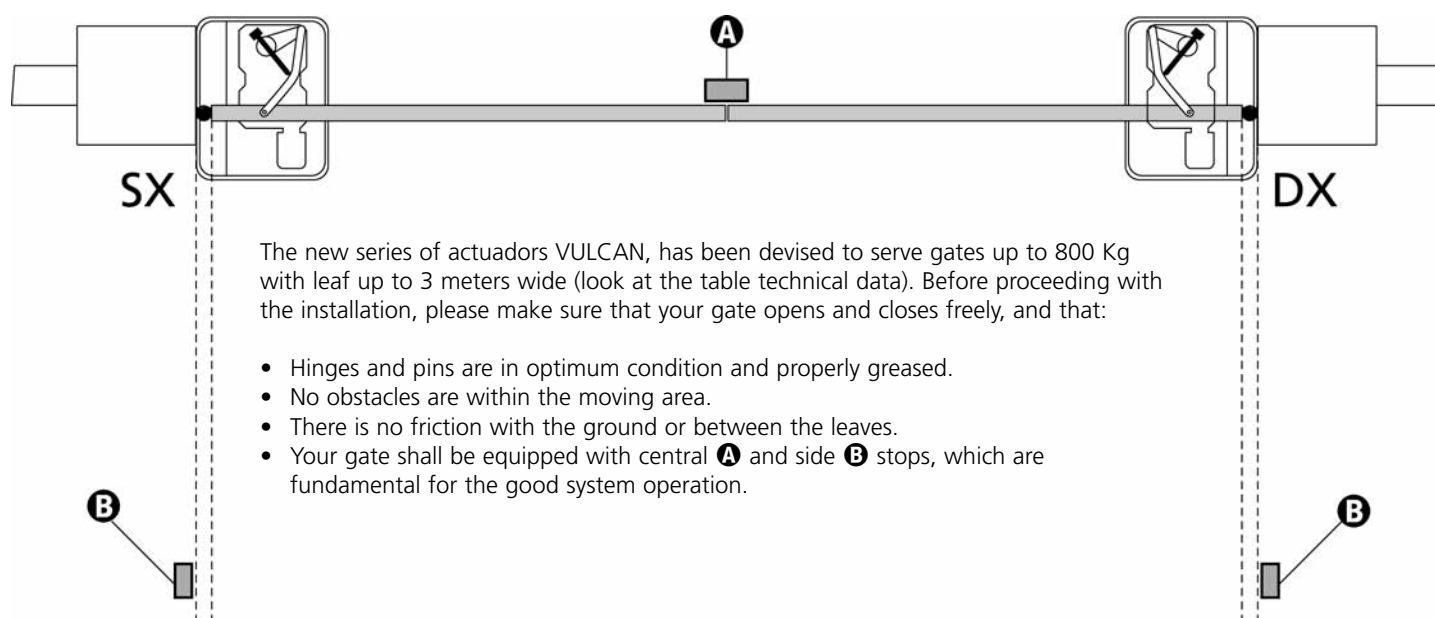 A
SX
DX
The new series of actuadors VULCAN, has been devised to serve gates up to 800 Kg
with leaf up to 3 meters wide (look at the table technical data). Before proceeding with
the installation, please make sure that your gate opens and closes freely, and that:
• Hinges and pins are in optimum condition and properly greased.
• No obstacles are within the moving area.
• There is no friction with the ground or between the leaves.
• Your gate shall be equipped with central A and side B stops, which are
fundamental for the good system operation.
B
B